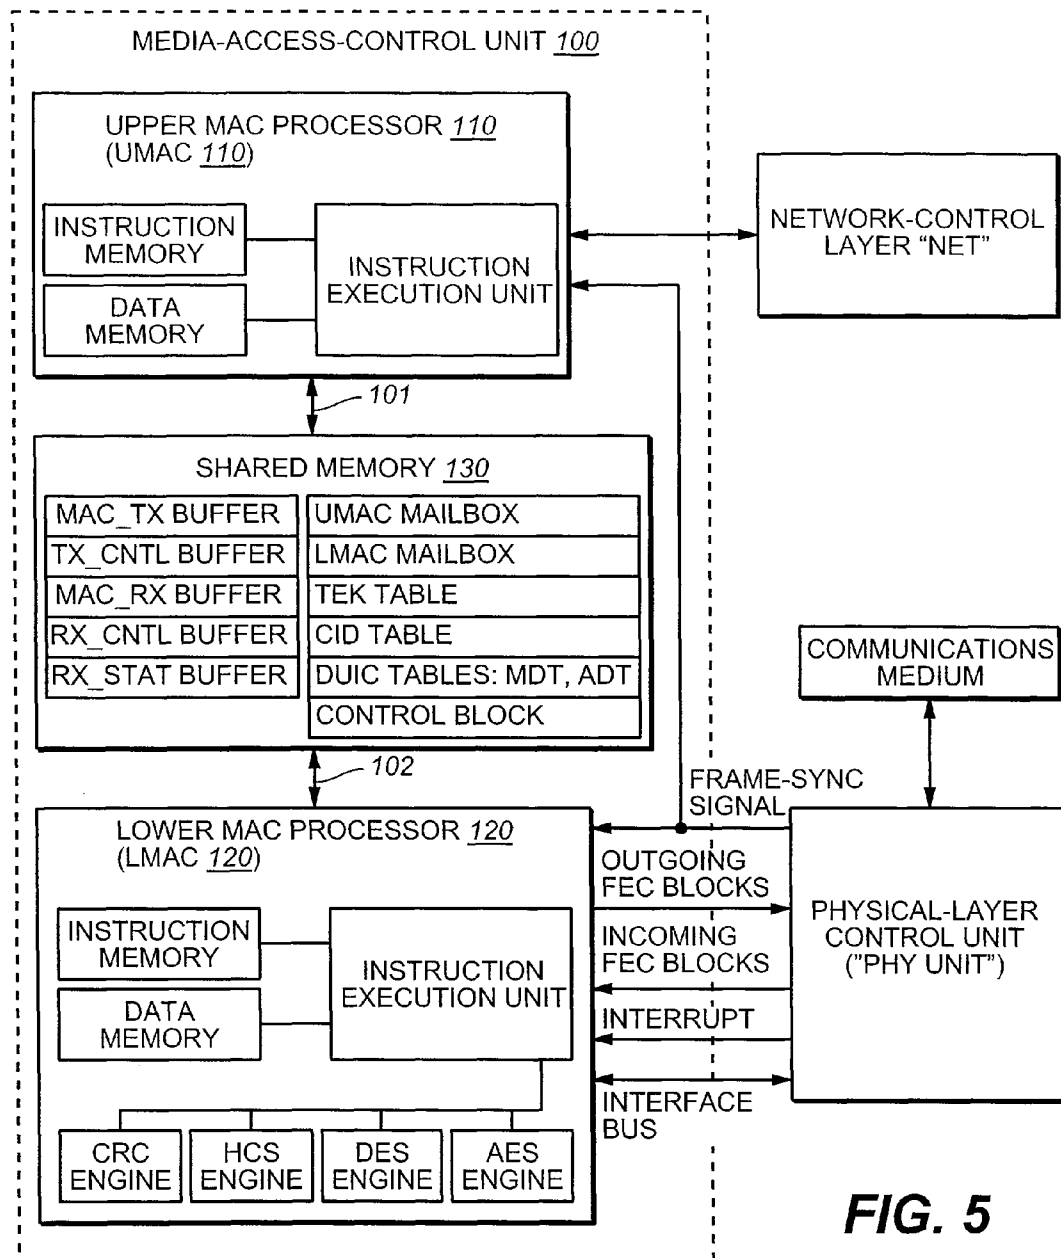 MEDIA-ACCESS-CONTROL UNIT 100
UPPER MAC PROCESSOR 110
(UMAC 110)
INSTRUCTION
MEMORY
DATA
MEMORY
INSTRUCTION
EXECUTION UNIT
NETWORK-CONTROL
LAYER “NET”
101
SHARED MEMORY 130
MAC_TX BUFFER
TX_CNTL BUFFER
MAC_RX BUFFER
RX_CNTL BUFFER
RX_STAT BUFFER
UMAC MAILBOX
LMAC MAILBOX
TEK TABLE
CID TABLE
DUIC TABLES: MDT, ADT
CONTROL BLOCK
COMMUNICATIONS
MEDIUM
102
FRAME-SYNC
SIGNAL
LOWER MAC PROCESSOR 120
(LMAC 120)
INSTRUCTION
MEMORY
DATA
MEMORY
INSTRUCTION
EXECUTION UNIT
CRC
ENGINE
HCS
ENGINE
DES
ENGINE
AES
ENGINE
OUTGOING
FEC BLOCKS
INCOMING
FEC BLOCKS
INTERRUPT
INTERFACE
BUS
PHYSICAL-LAYER
CONTROL UNIT
("PHY UNIT")
FIG. 5